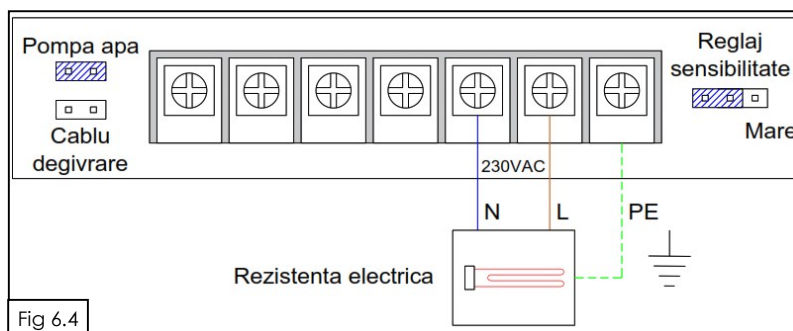 Pompa apa
Cablu
degivrare
Reglaj
sensibilitate
Mare
230VAC
N L PE
Rezistenta electrica
Fig 6.4